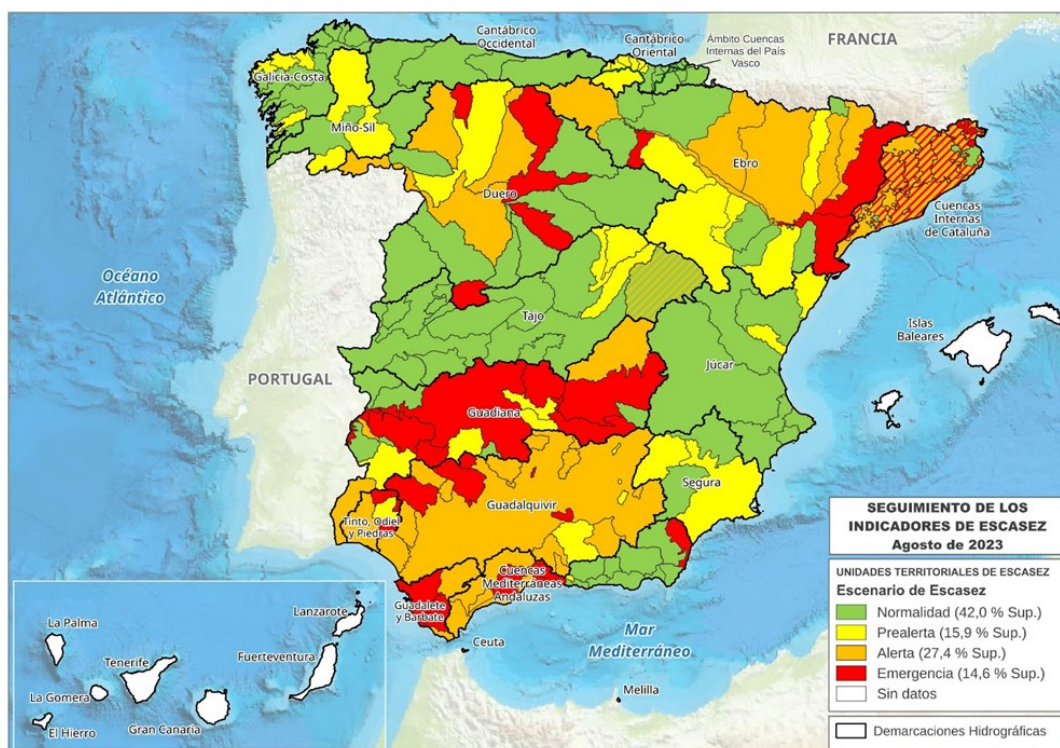 FRANCIA
Cantábrico
Occidental
Cantábrico
Oriental
Ámbito Cuencas
Internas del País
Vasco
Galicia-Costa
Miño-Sil
Ebro
Duero
Cuencas
Internas
de Cataluña
Océano
Atlántico
Tajo
Islas
Baleares
PORTUGAL
Júcar
Guadiana
Segura
Guadalquivir
Tinto, Odiel
y Piedras
Cuencas
Mediterráneas
Andaluzas
Guadalete
y Barbate
Ceuta
Mar
Mediterráneo
Melilla
Lanzarote
La Palma
Tenerife
Fuerteventura
La Gomera
El Hierro
Gran Canaria
SEGUIMIENTO DE LOS
INDICADORES DE ESCASEZ
Agosto de 2023
UNIDADES TERRITORIALES DE ESCASEZ
Escenario de Escasez
Normalidad (42,0 % Sup.)
Prealerta (15,9 % Sup.)
Alerta (27,4 % Sup.)
Emergencia (14,6 % Sup.)
Sin datos
Demarcaciones Hidrográficas